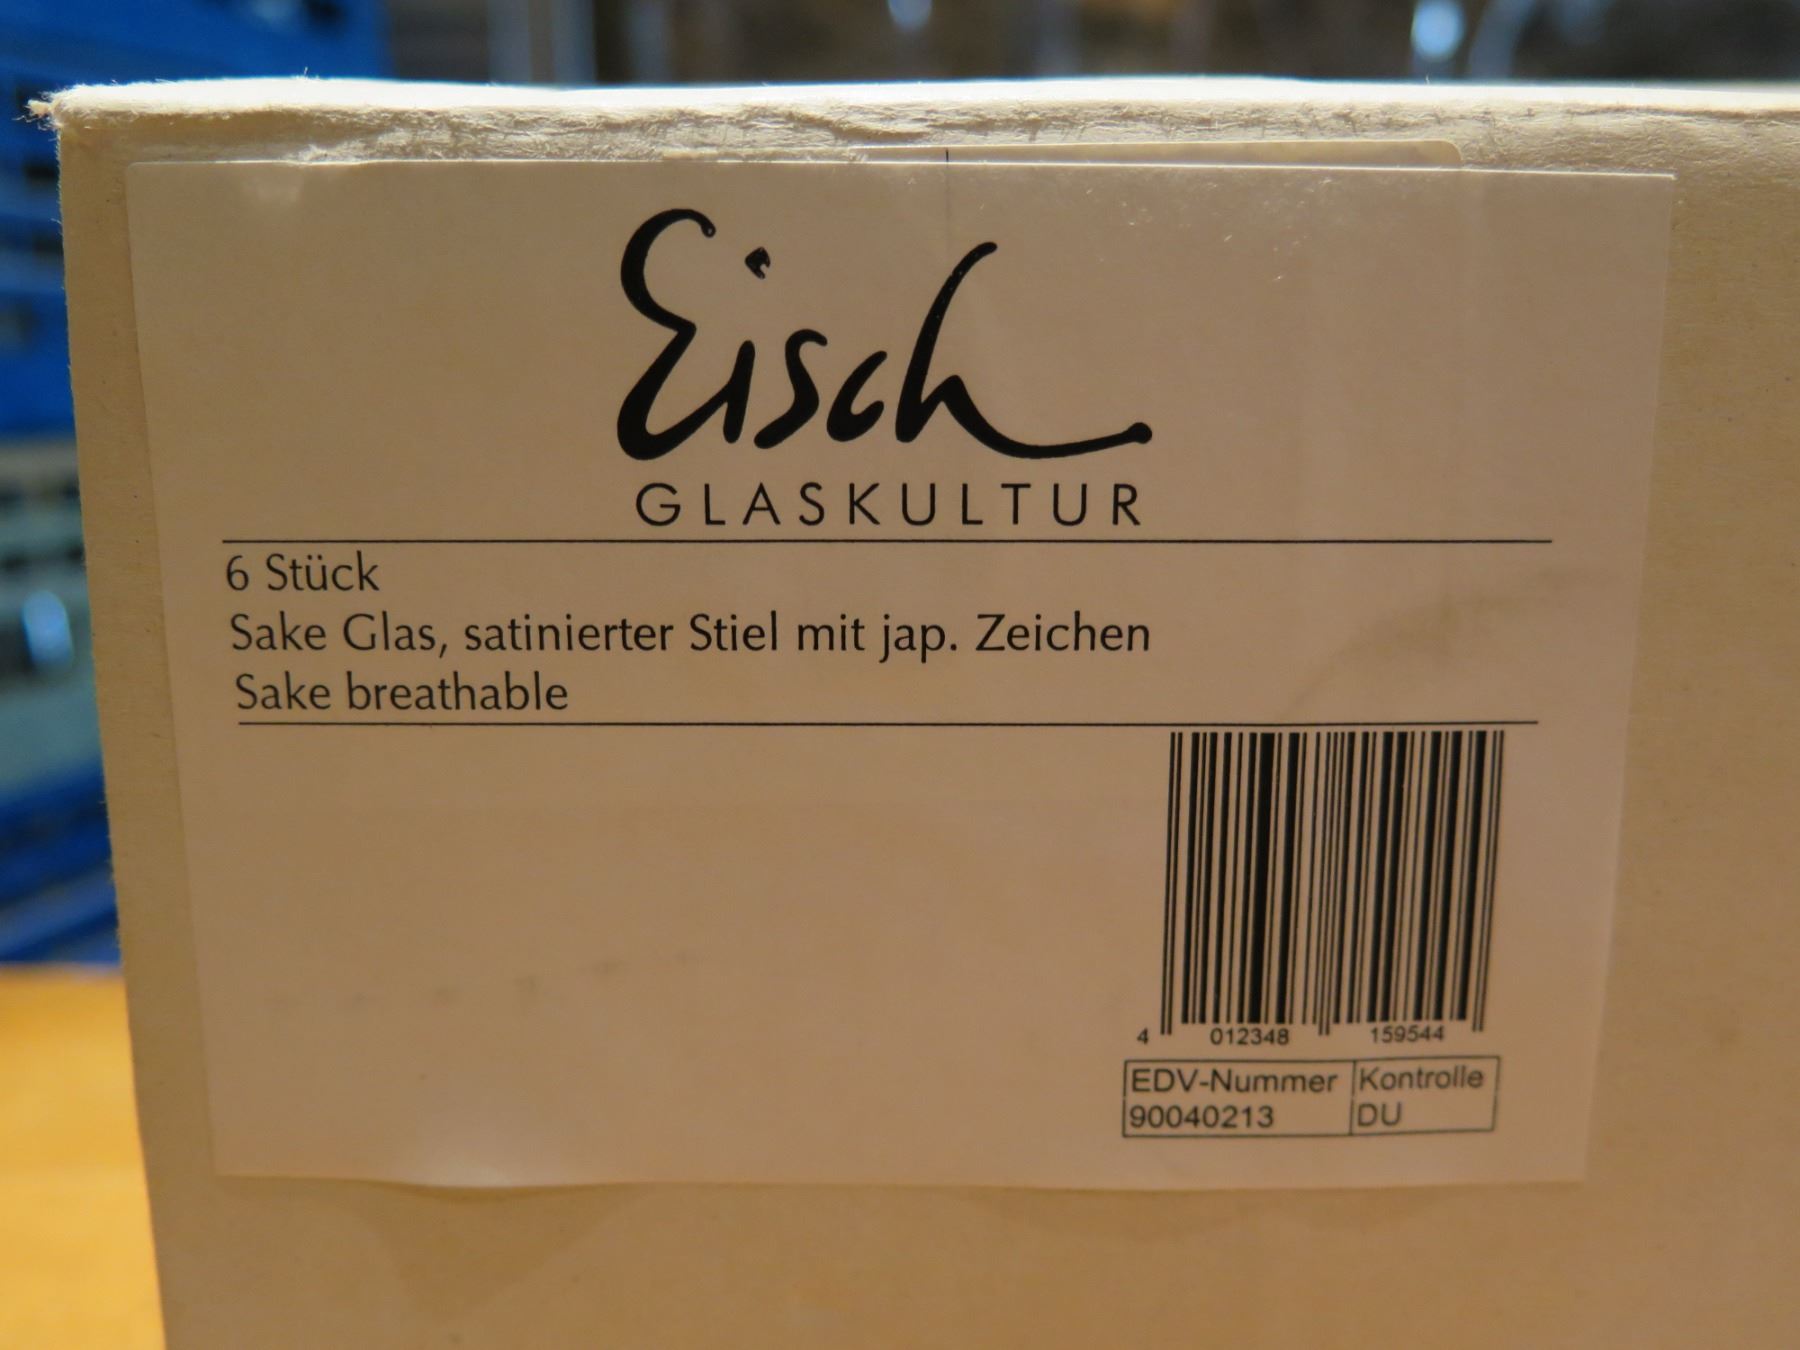 Eisch
GLASKULTUR
6 Stück
Sake Glas, satinierter Stiel mit jap. Zeichen
Sake breathable
4 012348 159544
EDV-Nummer Kontrolle
90040213 DU